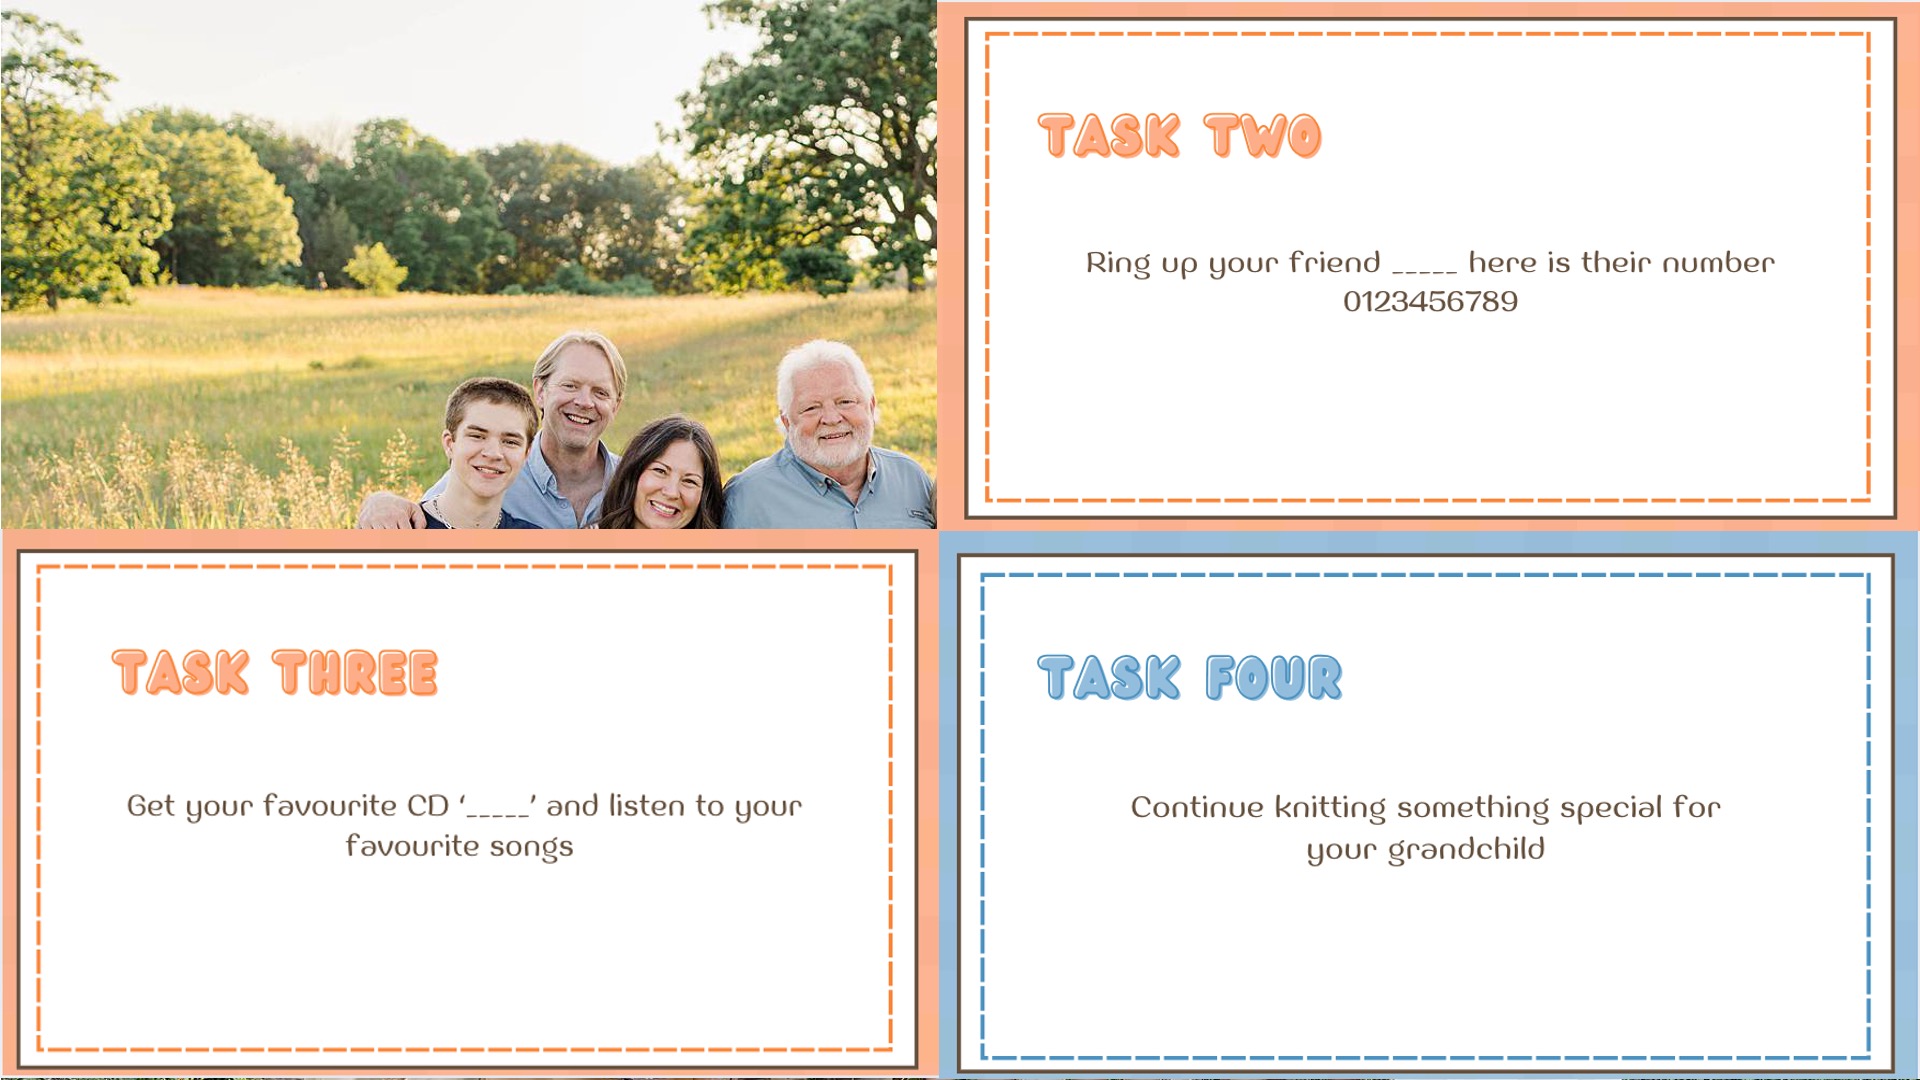 TASK TWO
Ring up your friend _____ here is their number
0123456789
TASK THREE
Get your favourite CD ‘_____’ and listen to your
favourite songs
TASK FOUR
Continue knitting something special for
your grandchild